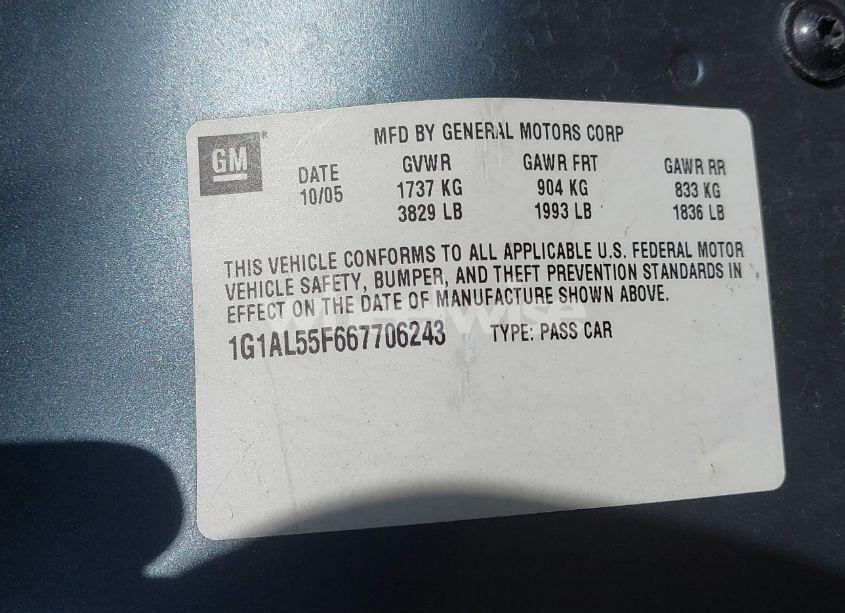 GM
MFD BY GENERAL MOTORS CORP
DATE GVWR GAWR FRT GAWR RR
10/05 1737 KG 904 KG 833 KG
3829 LB 1993 LB 1836 LB
THIS VEHICLE CONFORMS TO ALL APPLICABLE U.S. FEDERAL MOTOR
VEHICLE SAFETY, BUMPER, AND THEFT PREVENTION STANDARDS IN
EFFECT ON THE DATE OF MANUFACTURE SHOWN ABOVE.
1G1AL55F667706243 TYPE: PASS CAR